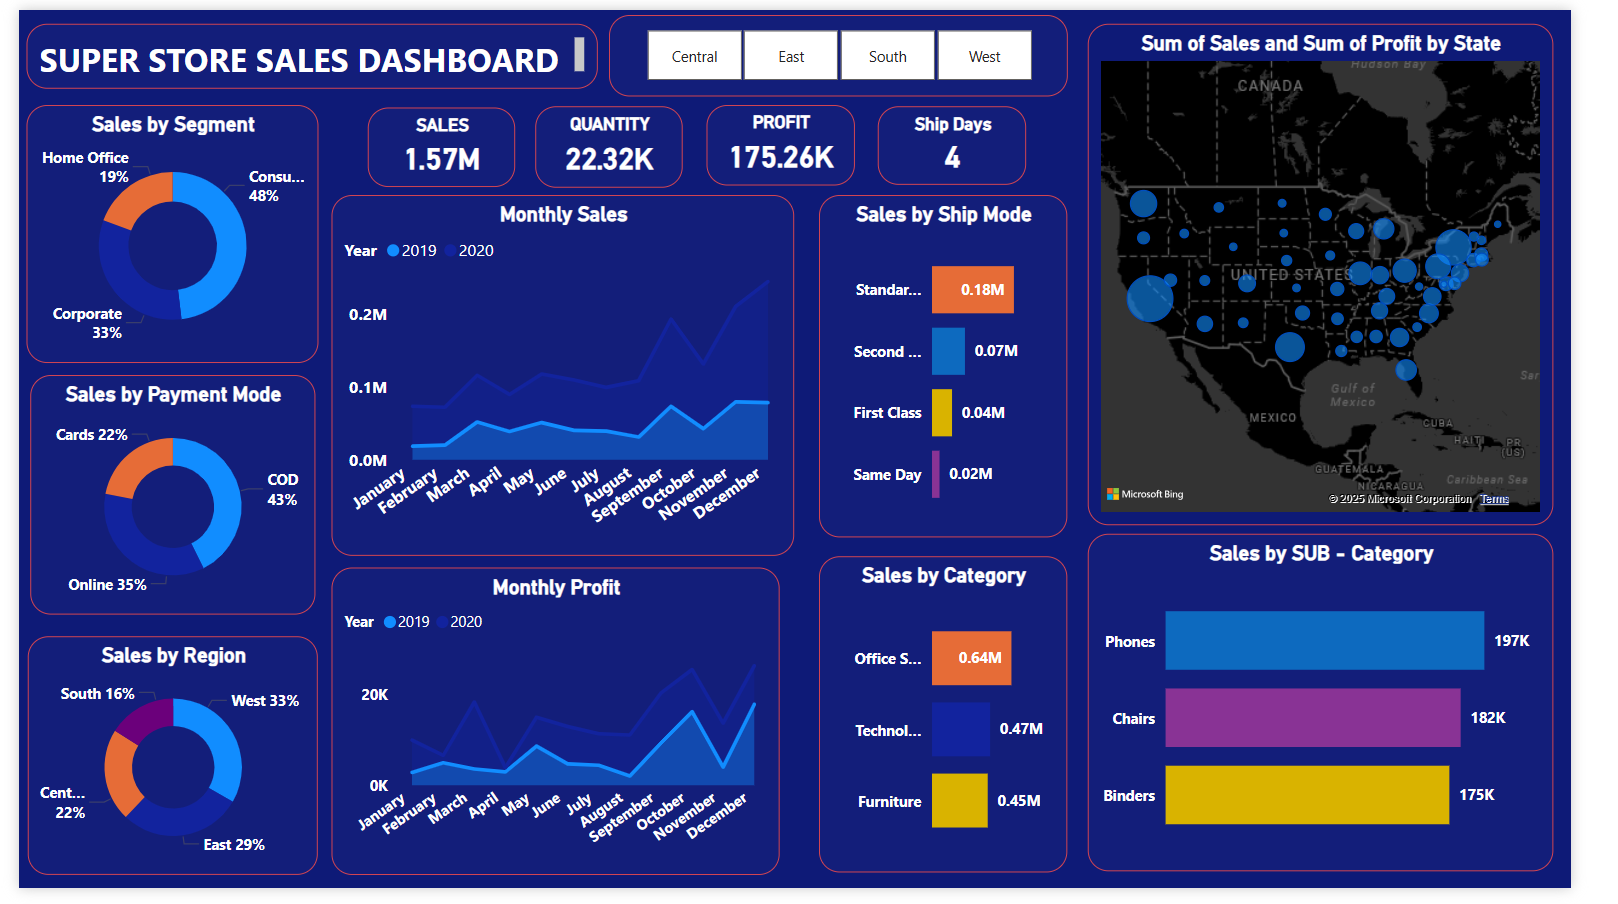 SUPER STORE SALES DASHBOARD
Central
East
South
West
Sales by Segment
Home Office
19%
Consu...
48%
Corporate
33%
SALES
1.57M
QUANTITY
22.32K
PROFIT
175.26K
Ship Days
4
Sum of Sales and Sum of Profit by State
Hudson Bay
CANADA
UNITED STATES
Gulf of
Mexico
MEXICO
CUBA
HAITI
PR
(US)
GUATEMALA
NICARAGUA
Caribbean Sea
Sar
Microsoft Bing
© 2025 Microsoft Corporation
Terms
Monthly Sales
Year 2019 2020
0.2M
0.1M
0.0M
January
February
March
April
May
June
July
August
September
October
November
December
Sales by Ship Mode
Standar...
0.18M
Second ...
0.07M
First Class
0.04M
Same Day
0.02M
Sales by Payment Mode
Cards 22%
COD
43%
Online 35%
Monthly Profit
Year 2019 2020
20K
0K
January
February
March
April
May
June
July
August
September
October
November
December
Sales by Category
Office S...
0.64M
Technol...
0.47M
Furniture
0.45M
Sales by SUB - Category
Phones
197K
Chairs
182K
Binders
175K
Sales by Region
South 16%
West 33%
Cent...
22%
East 29%